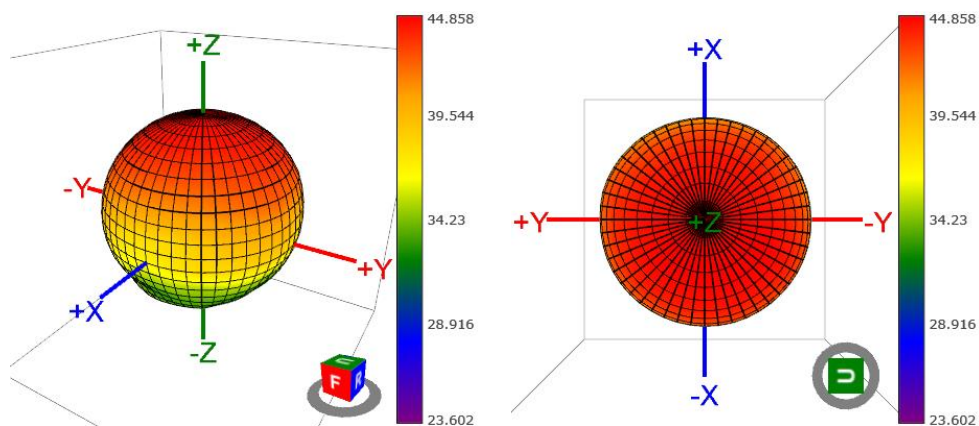 +Z
-Y
+Y
+X
-Z
U
F
R
44.858
39.544
34.23
28.916
23.602
+X
+Y
+Z
-Y
-X
U
44.858
39.544
34.23
28.916
23.602